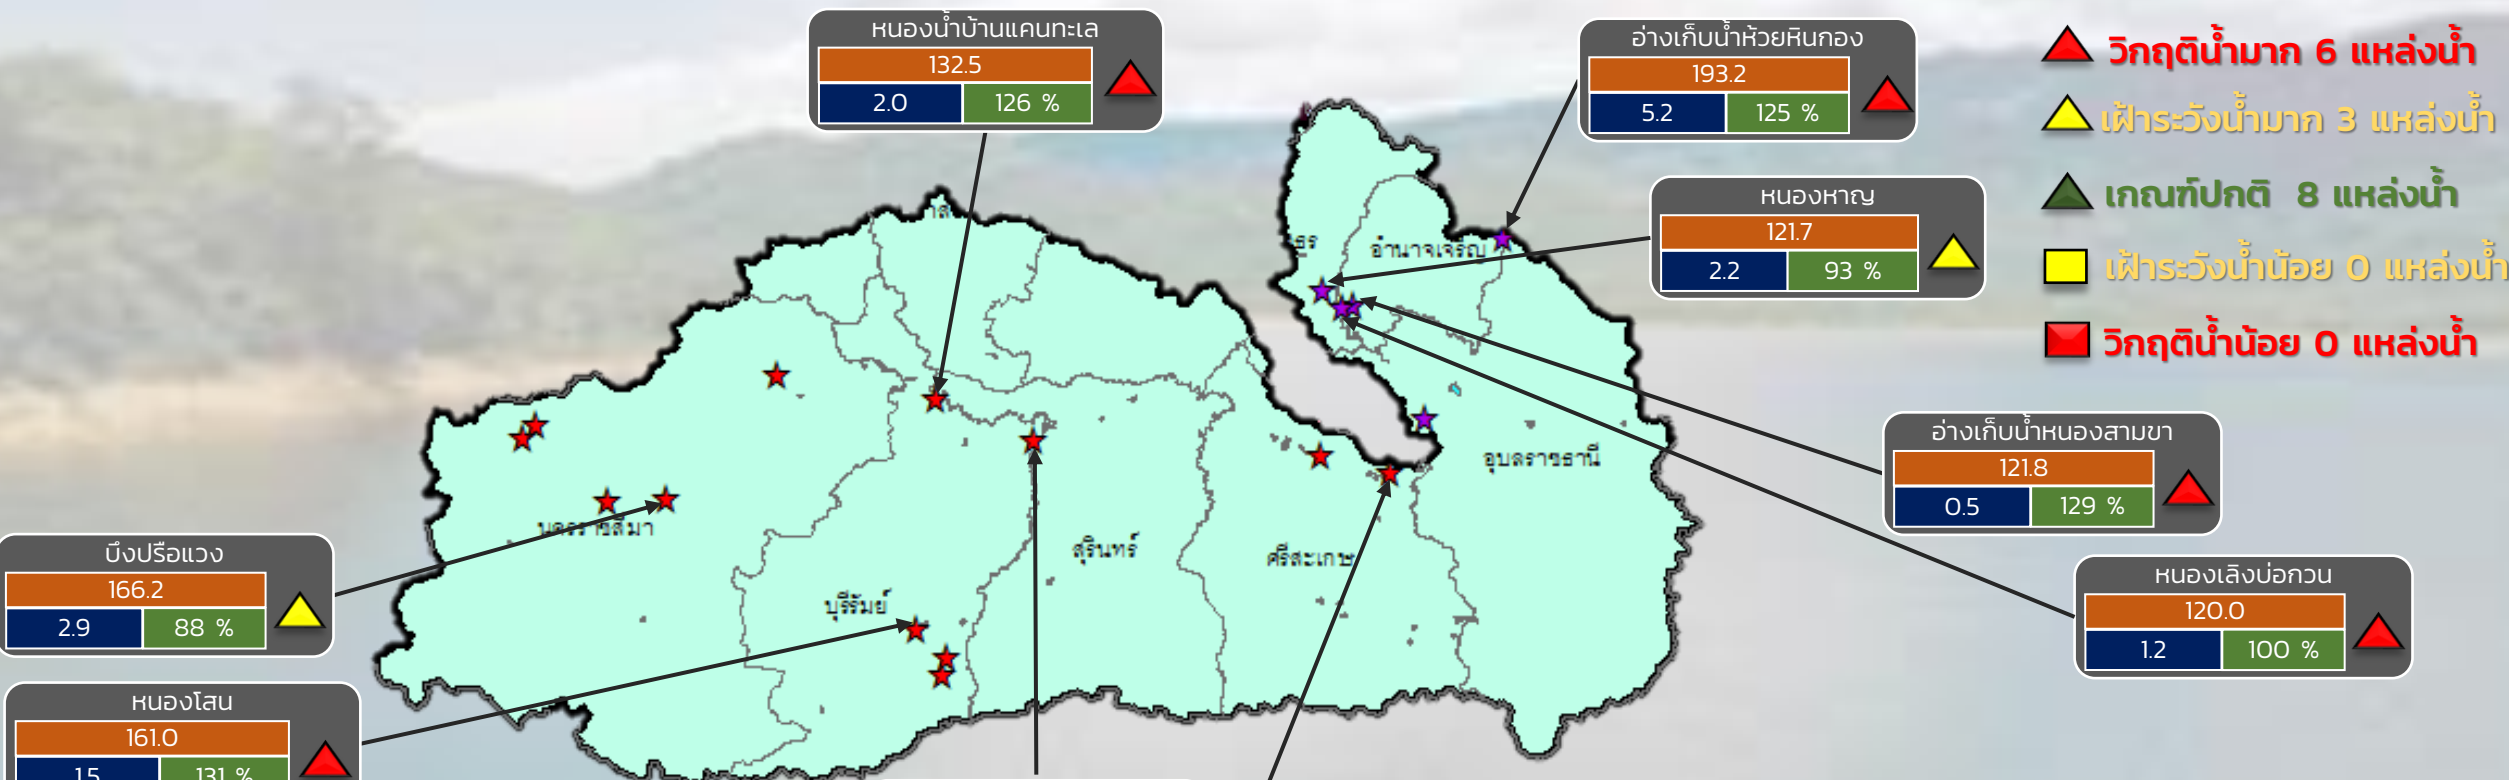 หนองน้ำบ้านแคนทะเล
132.5
2.0 126 %
อ่างเก็บน้ำห้วยหินกอง
193.2
5.2 125 %
วิกฤติน้ำมาก 6 แหล่งน้ำ
เฝ้าระวังน้ำมาก 3 แหล่งน้ำ
เกณฑ์ปกติ 8 แหล่งน้ำ
เฝ้าระวังน้ำน้อย 0 แหล่งน้ำ
วิกฤติน้ำน้อย 0 แหล่งน้ำ
หนองหาญ
121.7
2.2 93 %
อำนาจเจริญ
อ่างเก็บน้ำหนองสามขา
121.8
0.5 129 %
อุบลราชธานี
นครราชสีมา
สุรินทร์
ศรีสะเกษ
บุรีรัมย์
บึงปรือแวง
166.2
2.9 88 %
หนองเลิงบ่อกวน
120.0
1.2 100 %
หนองโสน
161.0
1.5 131 %